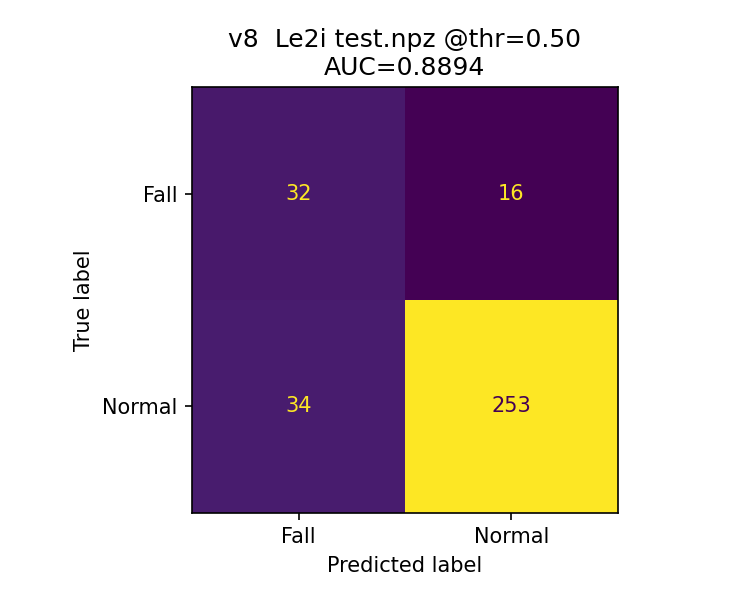 v8  Le2i test.npz @thr=0.50
AUC=0.8894
True label
Fall
32
16
Normal
34
253
Fall
Normal
Predicted label